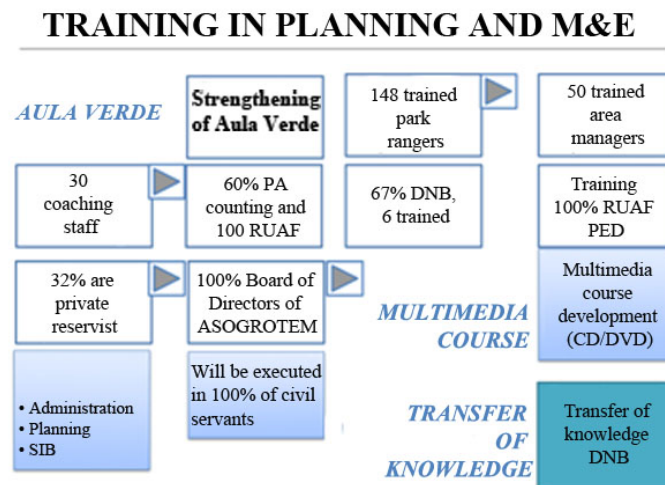 TRAINING IN PLANNING AND M&E
AULA VERDE
Strengthening
of Aula Verde
148 trained
park
rangers
50 trained
area
managers
30
coaching
staff
60% PA
counting and
100 RUAF
67% DNB,
6 trained
Training
100% RUAF
PED
32% are
private
reservist
100% Board of
Directors of
ASOGROTEM
MULTIMEDIA
COURSE
Multimedia
course
development
(CD/DVD)
• Administration
• Planning
• SIB
Will be executed
in 100% of civil
servants
TRANSFER
OF
KNOWLEDGE
Transfer of
knowledge
DNB